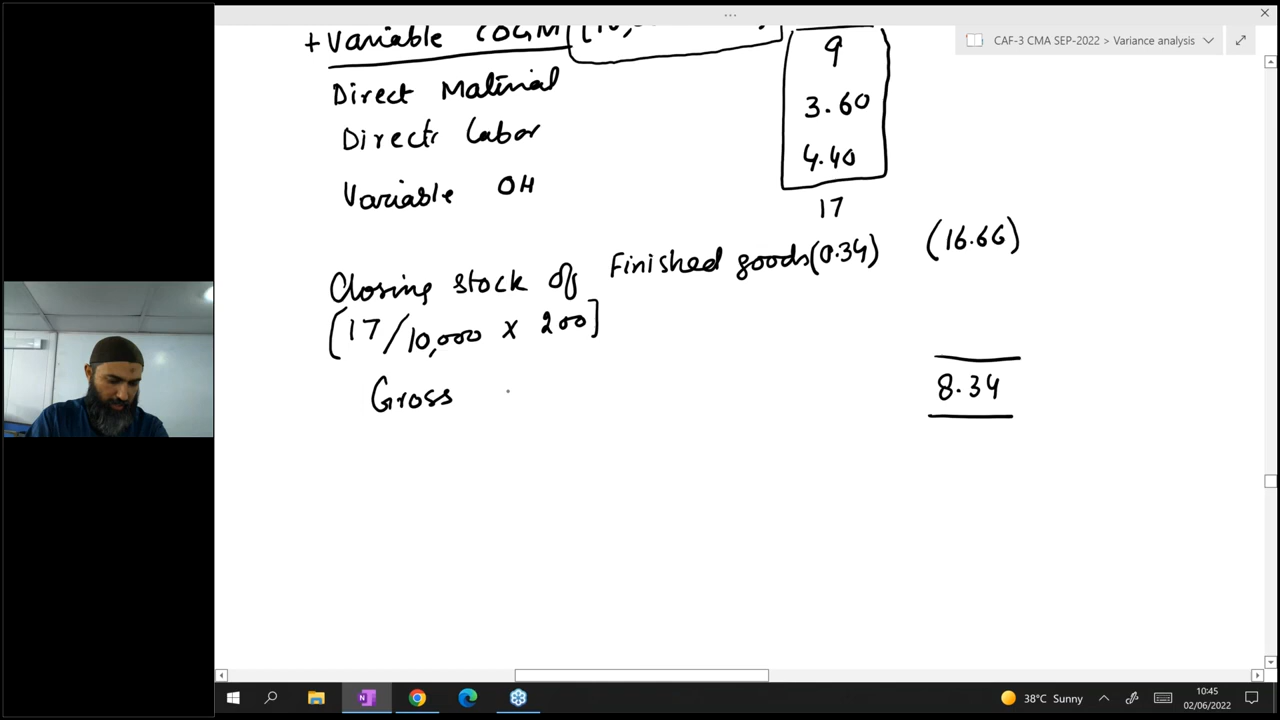 CAF-3 CMA SEP-2022 > Variance analysis
+ Variable COGM
9
Direct Material
3.60
Direct Labor
4.40
Variable OH
17
Closing stock of Finished goods (0.34) (16.66)
[17/10,000 x 200]
Gross 8.34
38°C Sunny
10:45
02/06/2022